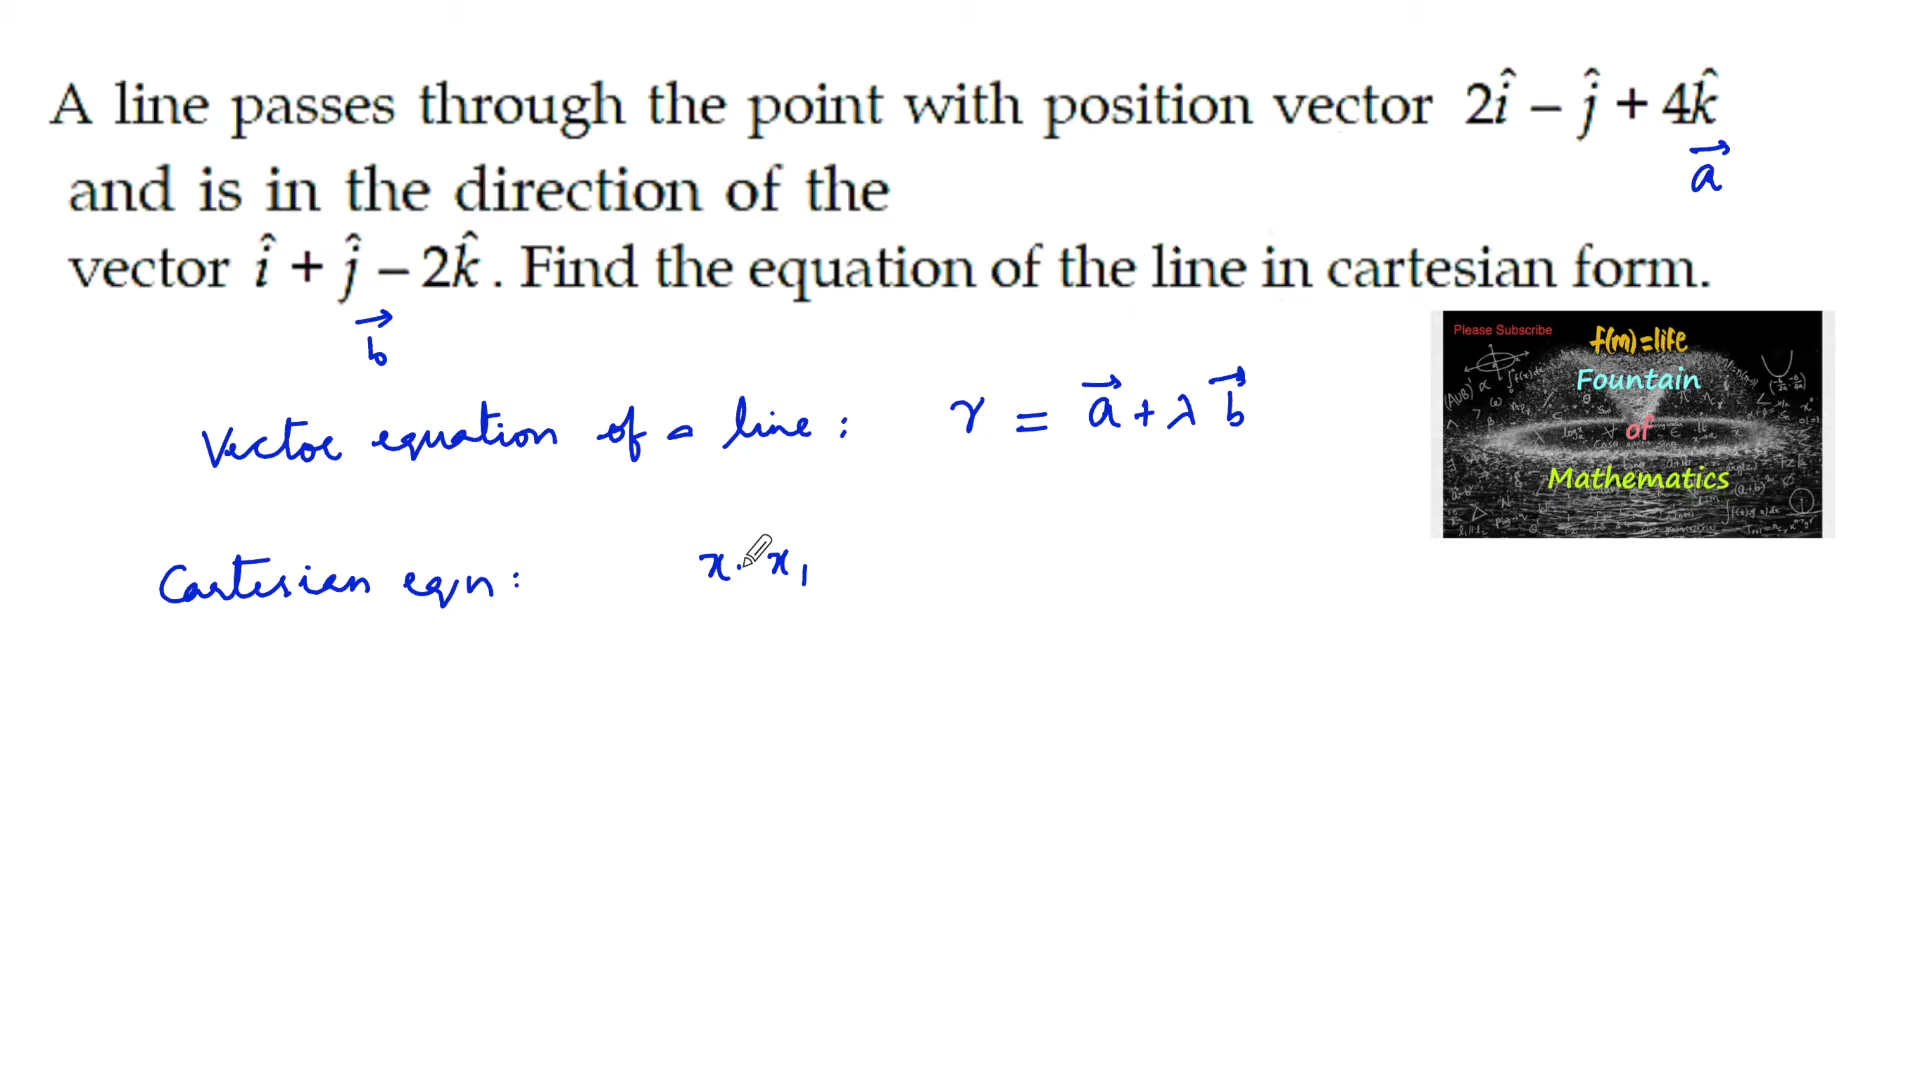 A line passes through the point with position vector 2î – ĵ + 4k̂
a⃗
and is in the direction of the
vector î + ĵ – 2k̂ . Find the equation of the line in cartesian form.
b⃗
Please Subscribe
f(m)=life
Fountain
of
Mathematics
Vector equation of a line : r = a⃗ + λ b⃗
Cartesian eqn : x - x₁